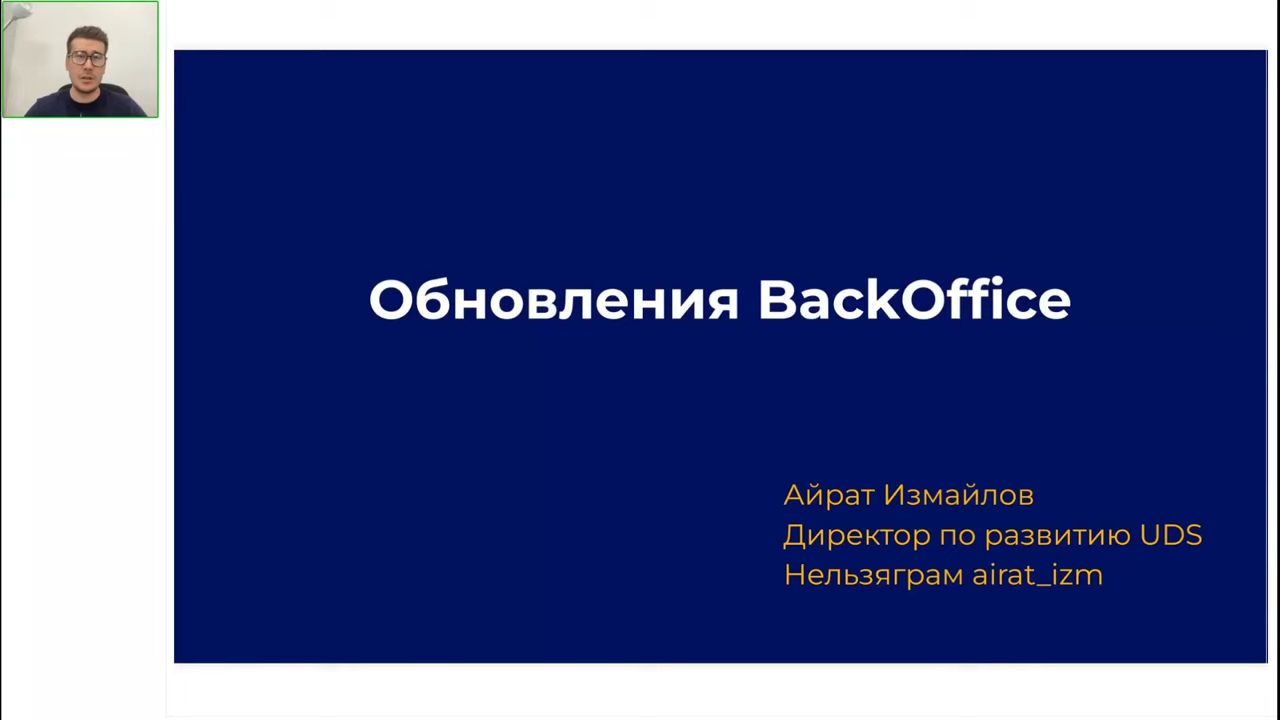 Обновления BackOffice
Айрат Измайлов
Директор по развитию UDS
Нельзяграм airat_izm